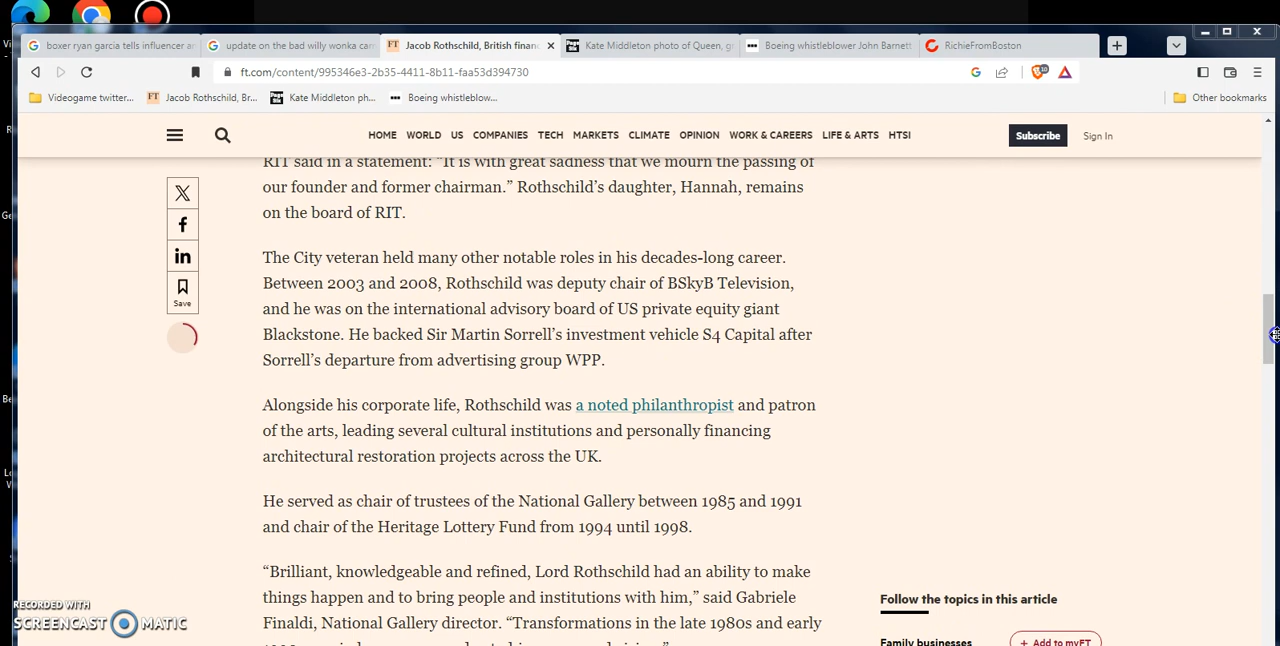 boxer ryan garcia tells influencer
update on the bad willy wonka
FT Jacob Rothschild, British financ
Kate Middleton photo of Queen,
Boeing whistleblower John Barnett
RichieFromBoston
ft.com/content/995346e3-2b35-4411-8b11-faa53d394730
10
Videogame twitter...
FT Jacob Rothschild, Br...
Kate Middleton ph...
Boeing whistleblow...
Other bookmarks
HOME WORLD US COMPANIES TECH MARKETS CLIMATE OPINION WORK & CAREERS LIFE & ARTS HTSI
Subscribe
Sign In
RIT said in a statement: “It is with great sadness that we mourn the passing of
our founder and former chairman.” Rothschild’s daughter, Hannah, remains
on the board of RIT.
The City veteran held many other notable roles in his decades-long career.
Between 2003 and 2008, Rothschild was deputy chair of BSkyB Television,
and he was on the international advisory board of US private equity giant
Blackstone. He backed Sir Martin Sorrell’s investment vehicle S4 Capital after
Sorrell’s departure from advertising group WPP.
Alongside his corporate life, Rothschild was a noted philanthropist and patron
of the arts, leading several cultural institutions and personally financing
architectural restoration projects across the UK.
He served as chair of trustees of the National Gallery between 1985 and 1991
and chair of the Heritage Lottery Fund from 1994 until 1998.
“Brilliant, knowledgeable and refined, Lord Rothschild had an ability to make
things happen and to bring people and institutions with him,” said Gabriele
Finaldi, National Gallery director. “Transformations in the late 1980s and early
Save
Follow the topics in this article
Family businesses
+ Add to myFT
RECORDED WITH
SCREENCAST MATIC